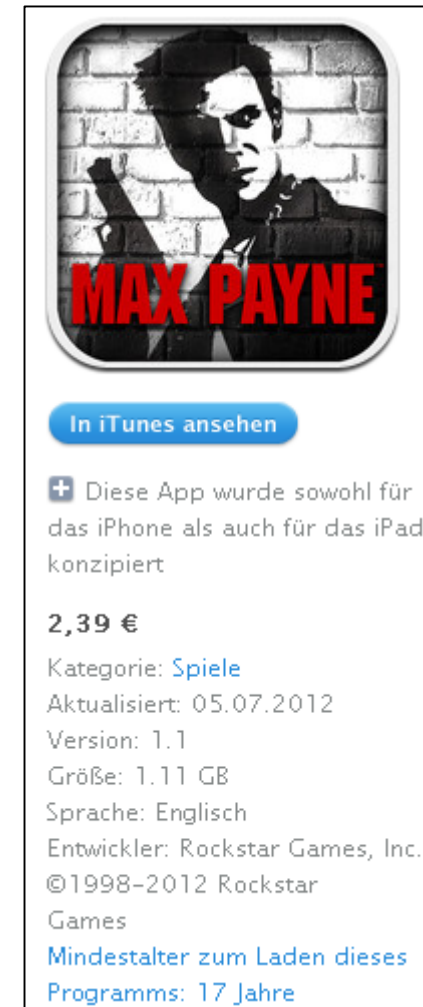 MAX PAYNE
In iTunes ansehen
Diese App wurde sowohl für
das iPhone als auch für das iPad
konzipiert
2,39 €
Kategorie: Spiele
Aktualisiert: 05.07.2012
Version: 1.1
Größe: 1.11 GB
Sprache: Englisch
Entwickler: Rockstar Games, Inc.
©1998-2012 Rockstar
Games
Mindestalter zum Laden dieses
Programms: 17 Jahre